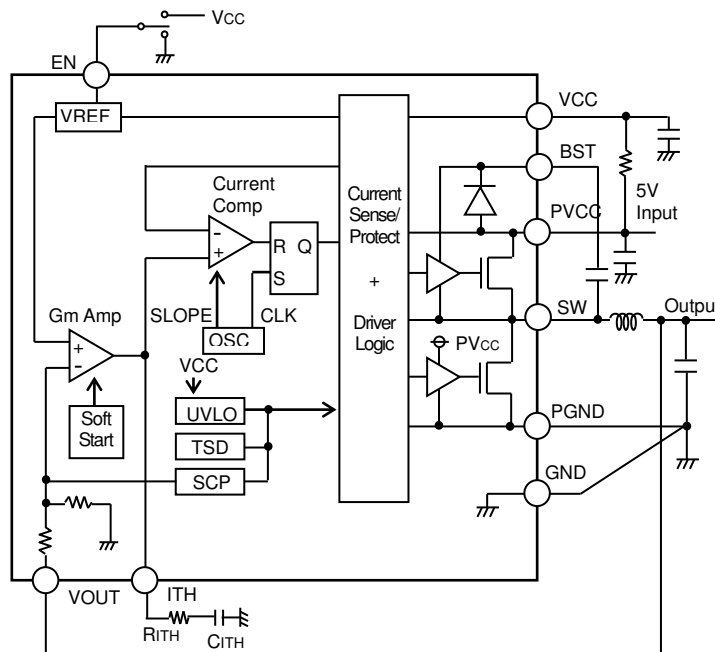 VCC
EN
VREF
VCC
BST
Current
Comp
Current
Sense/
Protect
+
Driver
Logic
5V
Input
PVCC
-
+
R Q
S
Gm Amp
SLOPE
CLK
OSC
SW
Output
+
-
VCC
PVCC
Soft
Start
UVLO
TSD
SCP
PGND
GND
VOUT
ITH
RITH
CITH